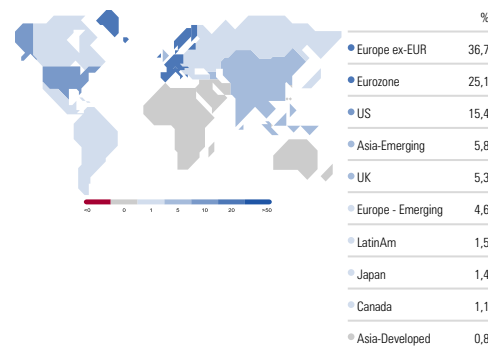 %
Europe ex-EUR 36,7
Eurozone 25,1
US 15,4
Asia-Emerging 5,8
UK 5,3
Europe - Emerging 4,6
LatinAm 1,5
Japan 1,4
Canada 1,1
Asia-Developed 0,8
<0 0 1 5 10 20 >50